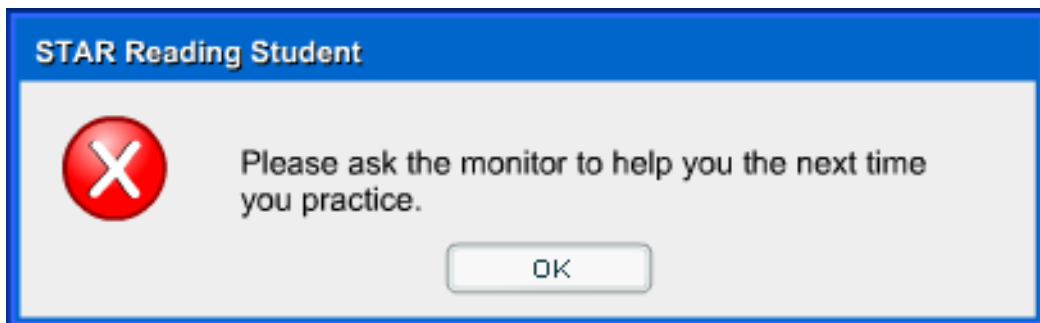 STAR Reading Student
Please ask the monitor to help you the next time
you practice.
OK